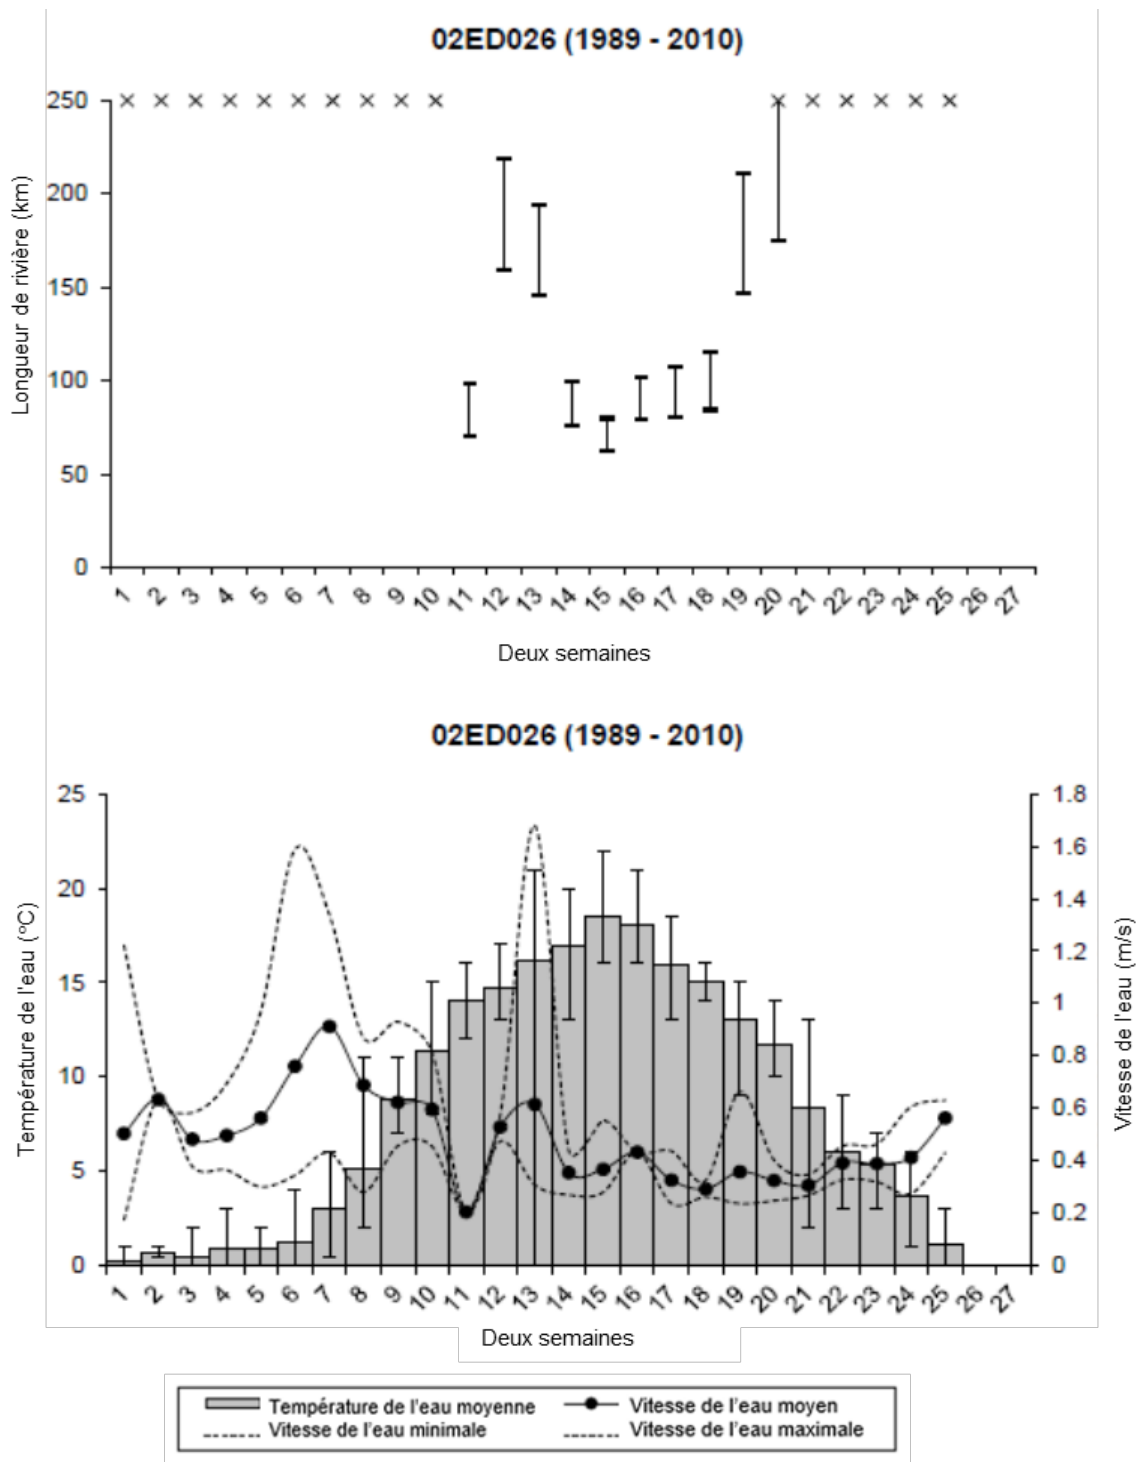 02ED026 (1989 - 2010)
Longueur de rivière (km)
250
200
150
100
50
0
1 2 3 4 5 6 7 8 9 10 11 12 13 14 15 16 17 18 19 20 21 22 23 24 25 26 27
Deux semaines
02ED026 (1989 - 2010)
Température de l'eau (°C)
25
20
15
10
5
0
1.8
1.6
1.4
1.2
1
0.8
0.6
0.4
0.2
0
Vitesse de l'eau (m/s)
1 2 3 4 5 6 7 8 9 10 11 12 13 14 15 16 17 18 19 20 21 22 23 24 25 26 27
Deux semaines
Température de l'eau moyenne
Vitesse de l'eau moyen
Vitesse de l'eau minimale
Vitesse de l'eau maximale